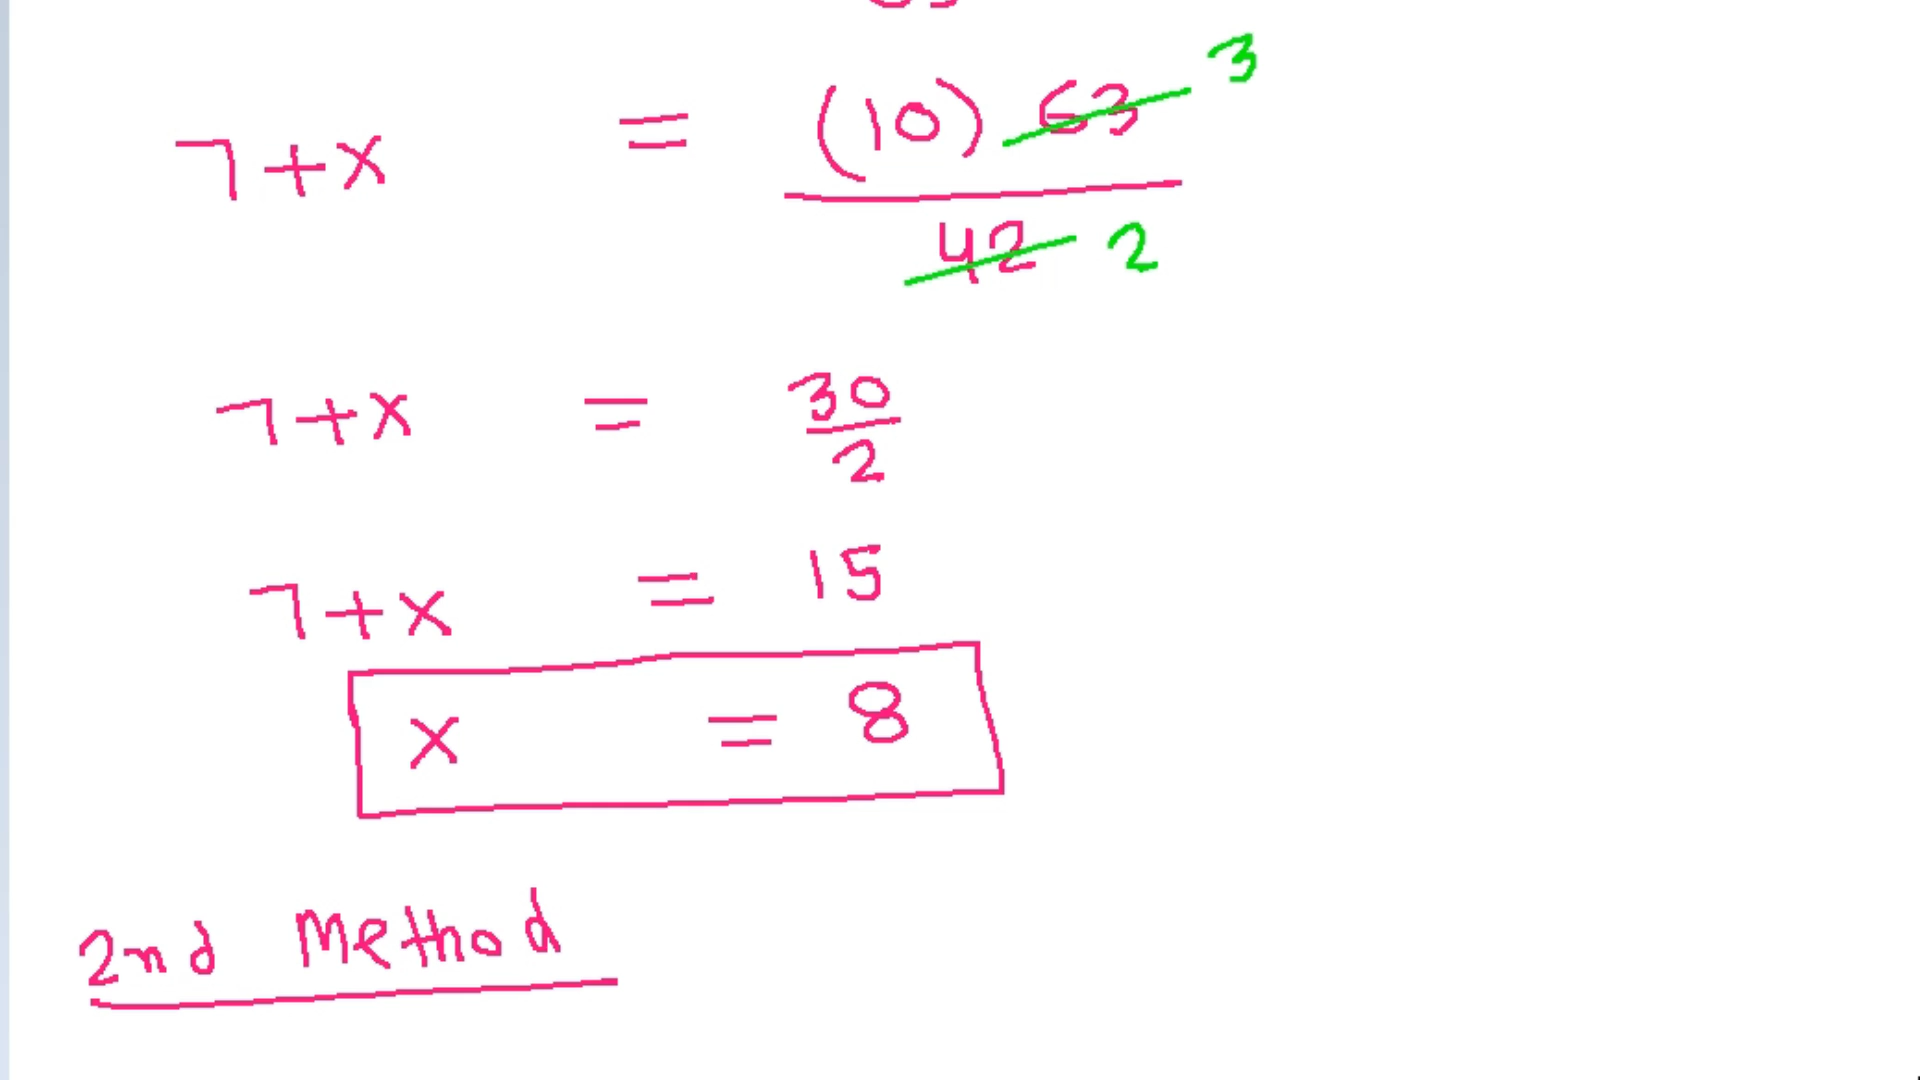 7+x = (10) 63 3
42 2
7+x = 30
2
7+x = 15
x = 8
2nd Method